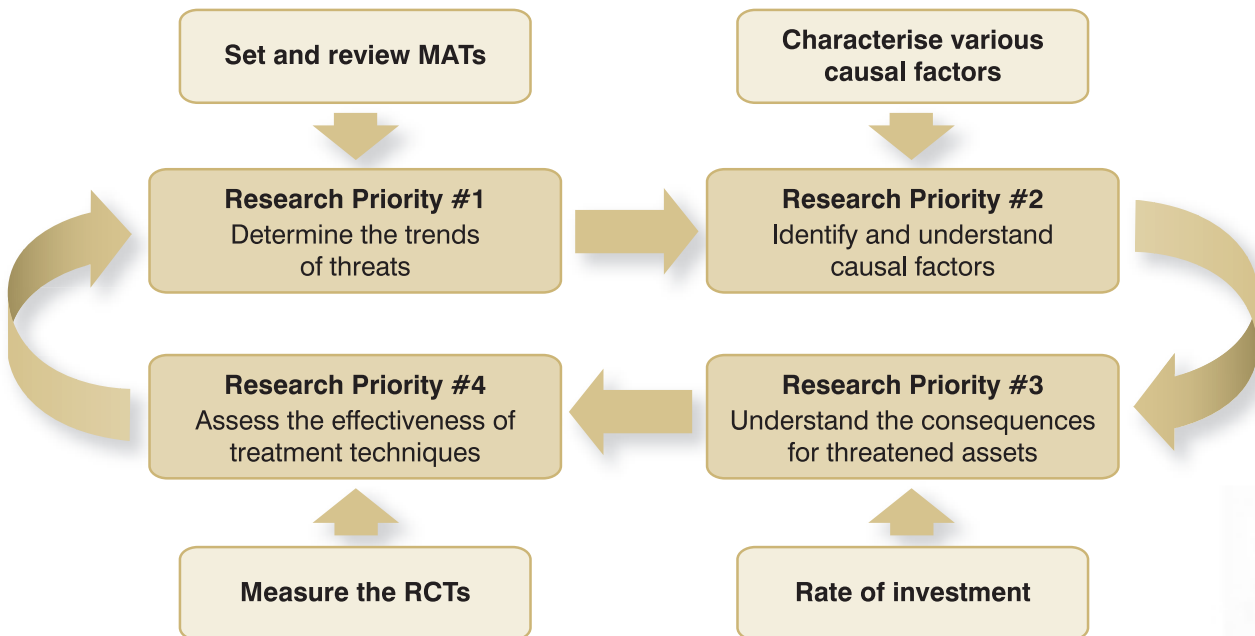 Set and review MATs
Characterise various
causal factors
Research Priority #1
Determine the trends
of threats
Research Priority #2
Identify and understand
causal factors
Research Priority #4
Assess the effectiveness of
treatment techniques
Research Priority #3
Understand the consequences
for threatened assets
Measure the RCTs
Rate of investment